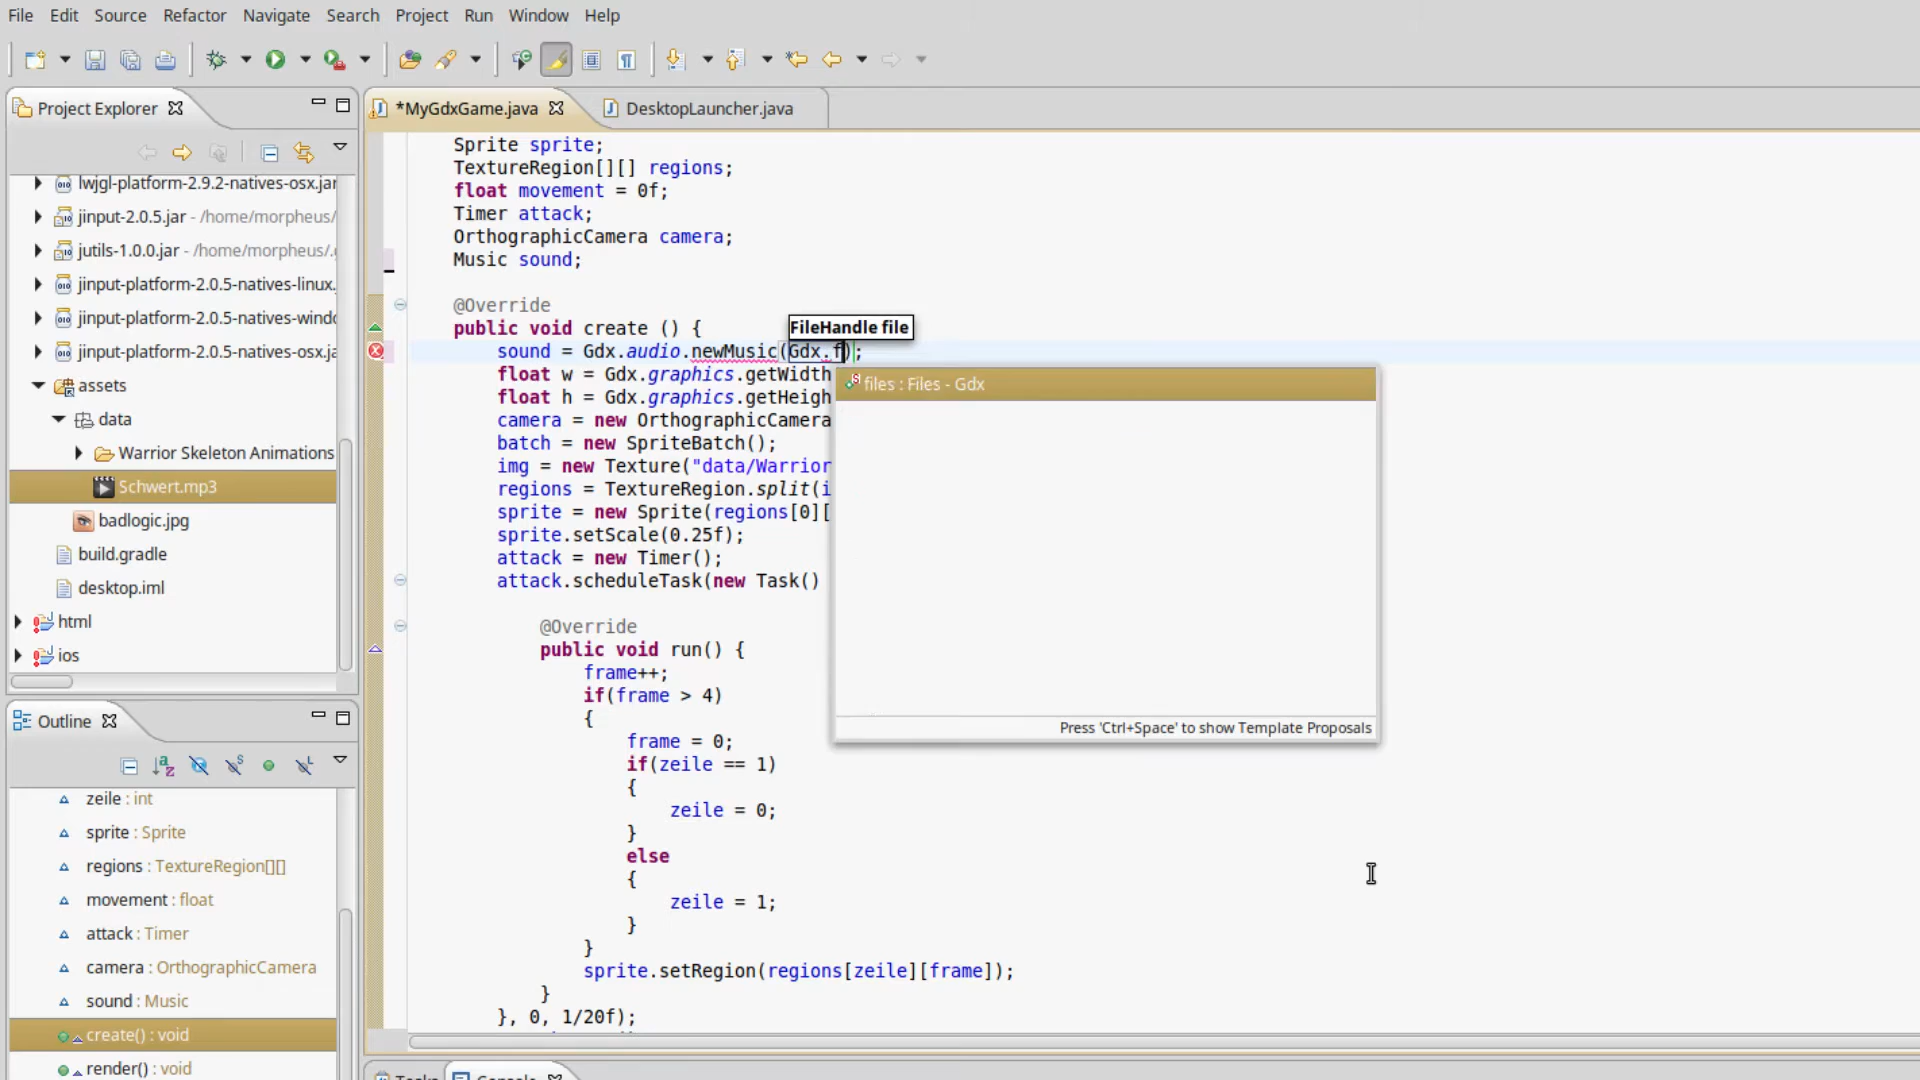 File Edit Source Refactor Navigate Search Project Run Window Help
Project Explorer
lwjgl-platform-2.9.2-natives-osx.jar
jinput-2.0.5.jar - /home/morpheus/
jutils-1.0.0.jar - /home/morpheus/.
jinput-platform-2.0.5-natives-linux.
jinput-platform-2.0.5-natives-windo
jinput-platform-2.0.5-natives-osx.ja
assets
data
Warrior Skeleton Animations
Schwert.mp3
badlogic.jpg
build.gradle
desktop.iml
html
ios
Outline
zeile : int
sprite : Sprite
regions : TextureRegion[][]
movement : float
attack : Timer
camera : OrthographicCamera
sound : Music
create() : void
render() : void
*MyGdxGame.java DesktopLauncher.java
Sprite sprite;
TextureRegion[][] regions;
float movement = 0f;
Timer attack;
OrthographicCamera camera;
Music sound;
@Override
public void create () {
FileHandle file
sound = Gdx.audio.newMusic(Gdx.f);
float w = Gdx.graphics.getWidth
float h = Gdx.graphics.getHeigh
camera = new OrthographicCamera
batch = new SpriteBatch();
img = new Texture("data/Warrior
regions = TextureRegion.split(i
sprite = new Sprite(regions[0][
sprite.setScale(0.25f);
attack = new Timer();
attack.scheduleTask(new Task()
files : Files - Gdx
Press 'Ctrl+Space' to show Template Proposals
@Override
public void run() {
frame++;
if(frame > 4)
{
frame = 0;
if(zeile == 1)
{
zeile = 0;
}
else
{
zeile = 1;
}
}
sprite.setRegion(regions[zeile][frame]);
}
}, 0, 1/20f);
Tasks Console